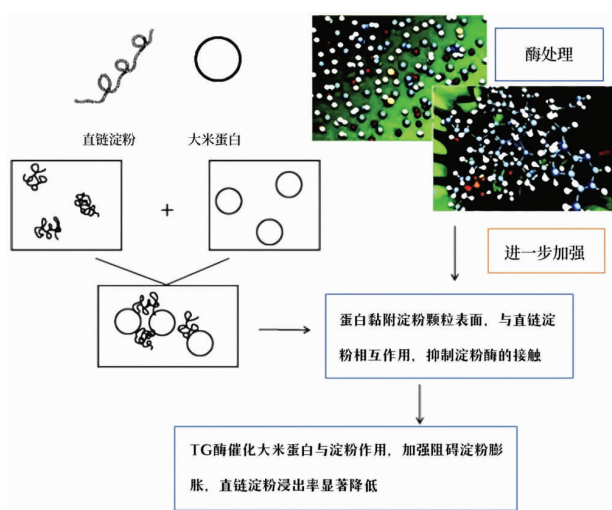 酶处理
直链淀粉
大米蛋白
+
进一步加强
蛋白黏附淀粉颗粒表面，与直链淀
粉相互作用，抑制淀粉酶的接触
TG酶催化大米蛋白与淀粉作用，加强阻碍淀粉膨
胀，直链淀粉浸出率显著降低